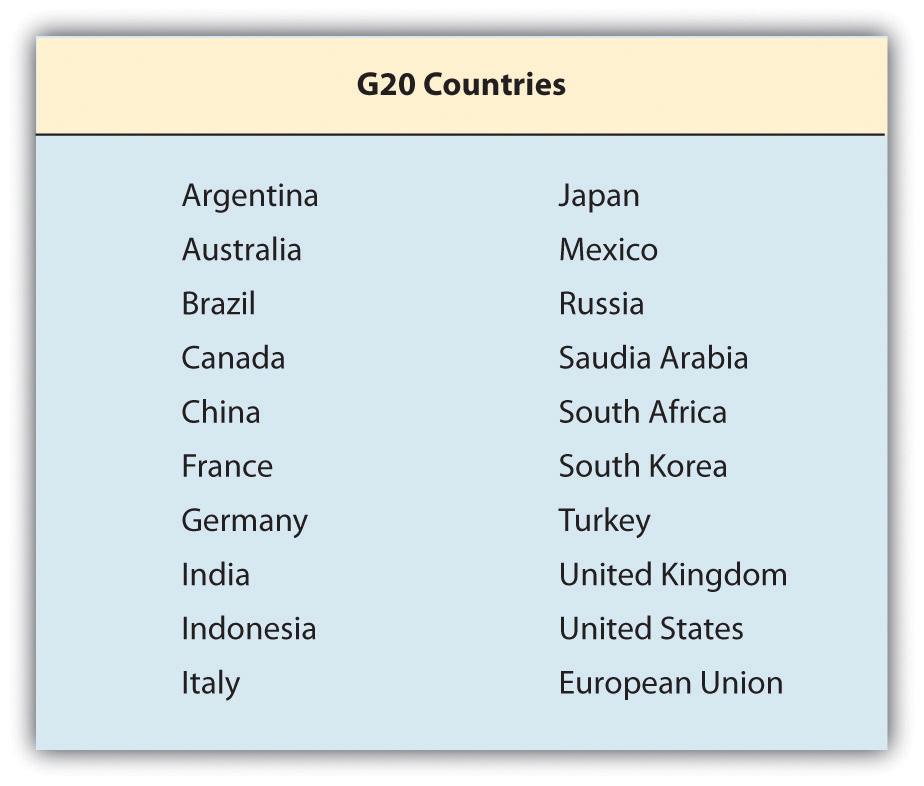 G20 Countries
Argentina
Australia
Brazil
Canada
China
France
Germany
India
Indonesia
Italy
Japan
Mexico
Russia
Saudia Arabia
South Africa
South Korea
Turkey
United Kingdom
United States
European Union